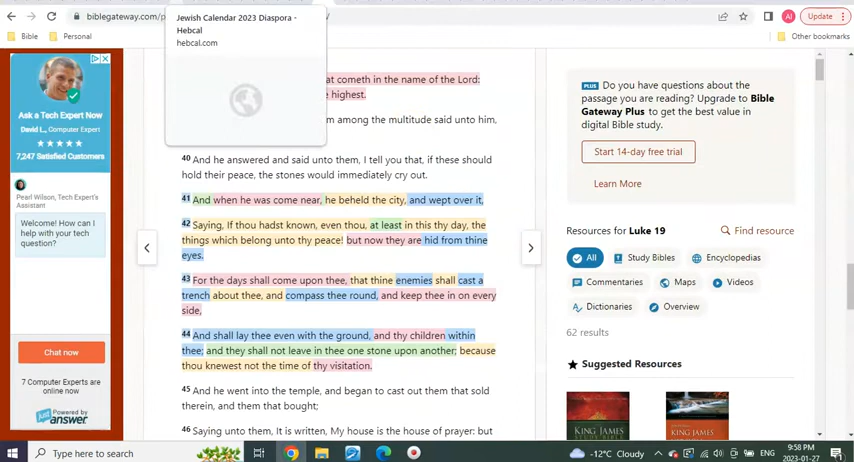 biblegateway.com/p
Update
Bible
Personal
Other bookmarks
Jewish Calendar 2023 Diaspora -
Hebcal
hebcal.com
Ask a Tech Expert Now
David L., Computer Expert
7,247 Satisfied Customers
Pearl Wilson, Tech Expert's
Assistant
Welcome! How can I
help with your tech
question?
Chat now
7 Computer Experts are
online now
Powered by
JustAnswer
at cometh in the name of the Lord:
highest.
m among the multitude said unto him,
40 And he answered and said unto them, I tell you that, if these should
hold their peace, the stones would immediately cry out.
41 And when he was come near, he beheld the city, and wept over it,
42 Saying, If thou hadst known, even thou, at least in this thy day, the
things which belong unto thy peace! but now they are hid from thine
eyes.
43 For the days shall come upon thee, that thine enemies shall cast a
trench about thee, and compass thee round, and keep thee in on every
side,
44 And shall lay thee even with the ground, and thy children within
thee; and they shall not leave in thee one stone upon another; because
thou knewest not the time of thy visitation.
45 And he went into the temple, and began to cast out them that sold
therein, and them that bought;
46 Saying unto them, It is written, My house is the house of prayer: but
PLUS Do you have questions about the
passage you are reading? Upgrade to Bible
Gateway Plus to get the best value in
digital Bible study.
Start 14-day free trial
Learn More
Resources for Luke 19
Find resource
All
Study Bibles
Encyclopedias
Commentaries
Maps
Videos
Dictionaries
Overview
62 results
Suggested Resources
KING JAMES
KING JAMES
Type here to search
-12°C Cloudy
ENG
9:58 PM
2023-01-27